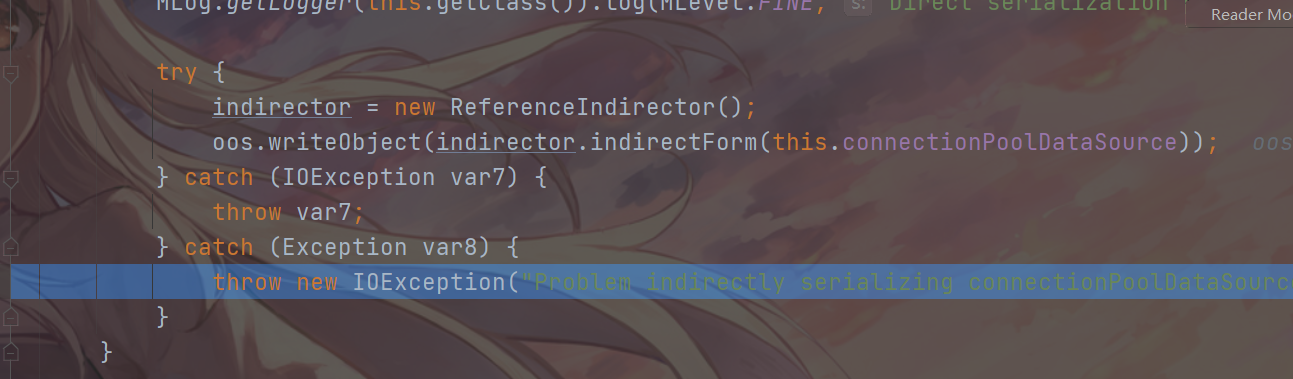 MLog.getLogger(this.getClass()).log(MLevel.FINE, s: "Direct serialization
Reader Mo
try {
indirector = new ReferenceIndirector();
oos.writeObject(indirector.indirectForm(this.connectionPoolDataSource)); oos
} catch (IOException var7) {
throw var7;
} catch (Exception var8) {
throw new IOException("Problem indirectly serializing connectionPoolDataSourc
}
}